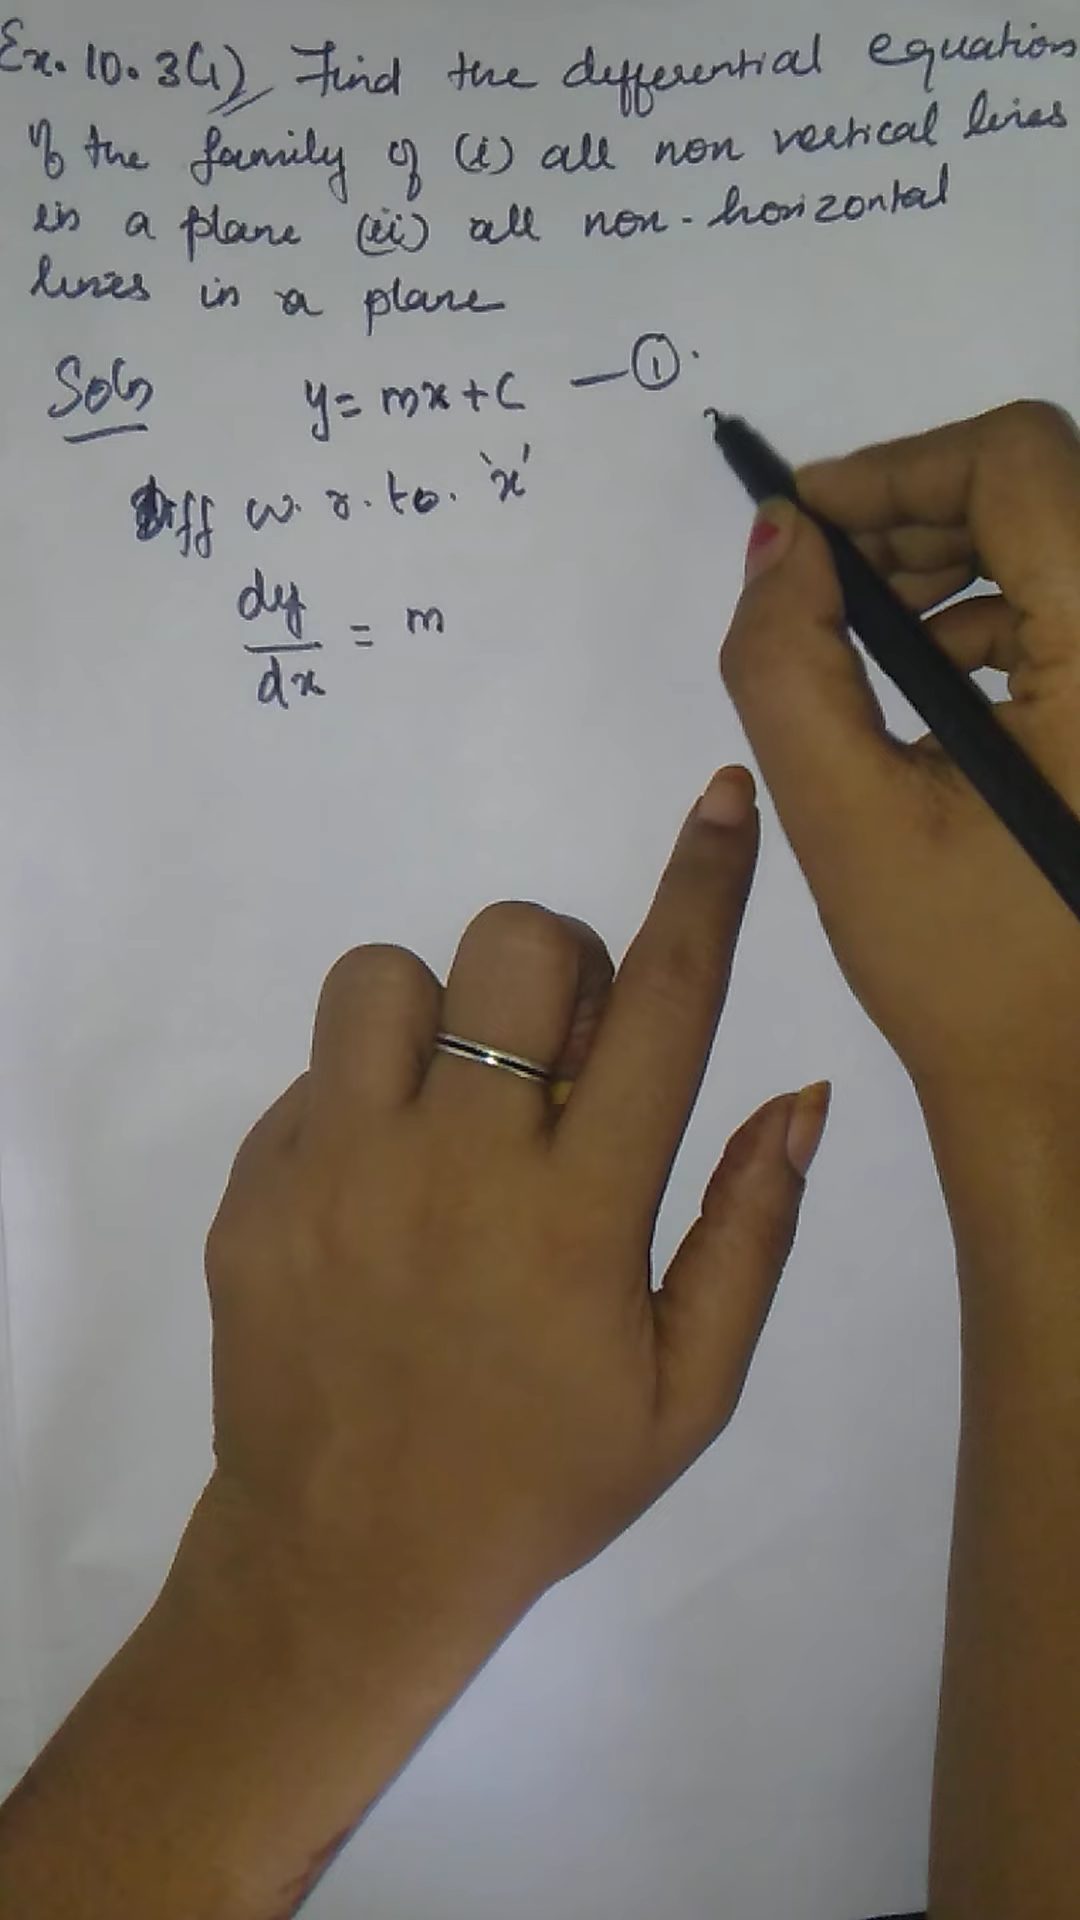 Ex. 10.3(1) Find the differential equation
of the family of (i) all non vertical lines
in a plane (ii) all non-horizontal
lines in a plane
Soln y = mx + c — ①.
Diff w. r. to. 'x'
dy/dx = m